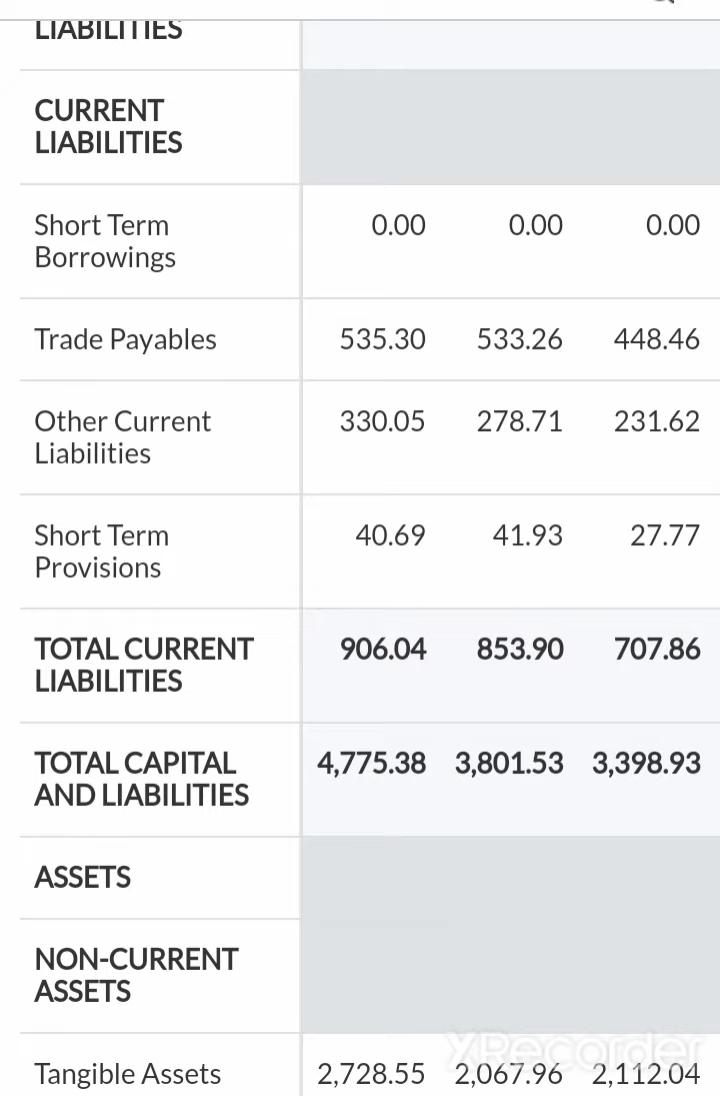 LIABILITIES
CURRENT
LIABILITIES
Short Term
Borrowings 0.00 0.00 0.00
Trade Payables 535.30 533.26 448.46
Other Current
Liabilities 330.05 278.71 231.62
Short Term
Provisions 40.69 41.93 27.77
TOTAL CURRENT
LIABILITIES 906.04 853.90 707.86
TOTAL CAPITAL
AND LIABILITIES 4,775.38 3,801.53 3,398.93
ASSETS
NON-CURRENT
ASSETS
XRecorder
Tangible Assets 2,728.55 2,067.96 2,112.04